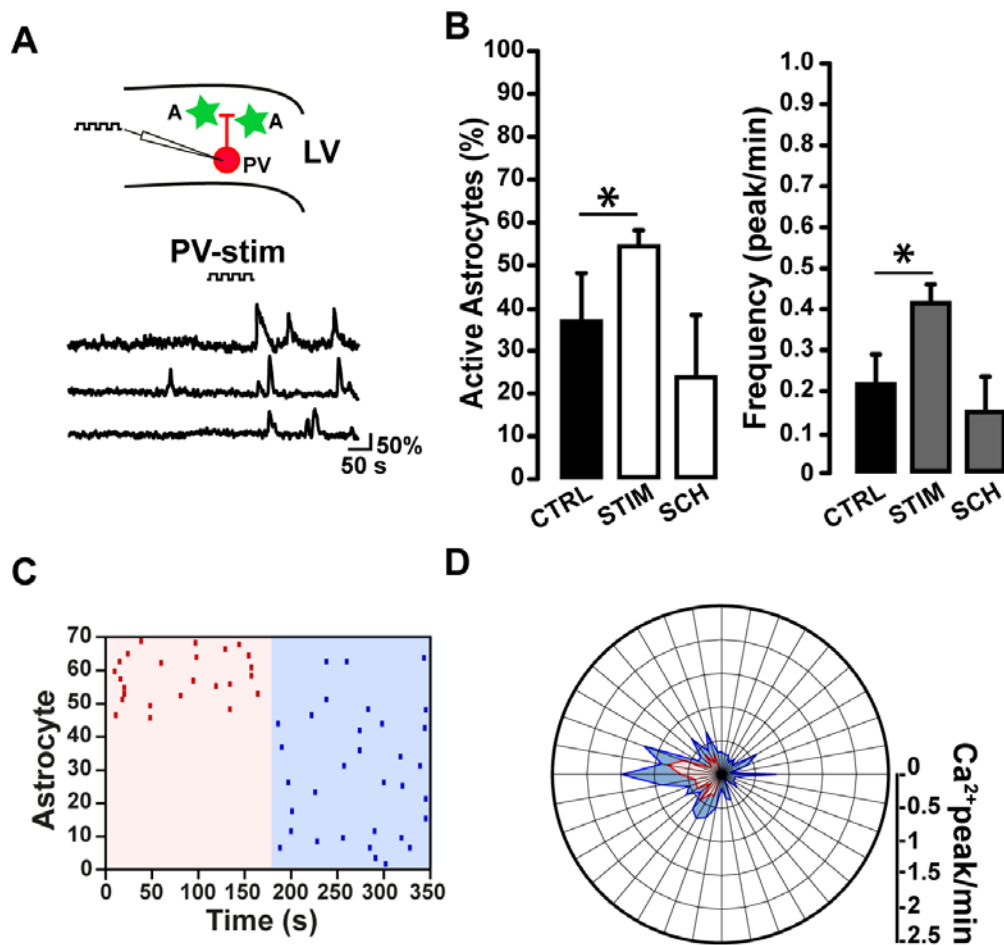 A
A
A
LV
PV
PV-stim
50%
50 s
B
Active Astrocytes (%)
100
90
80
70
60
50
40
30
20
10
0
*
CTRL
STIM
SCH
Frequency (peak/min)
1.0
0.9
0.8
0.7
0.6
0.5
0.4
0.3
0.2
0.1
0
*
CTRL
STIM
SCH
C
Astrocyte
70
60
50
40
30
20
10
0
0 50 100 150 200 250 300 350
Time (s)
D
0
-0
-0.5
-1
-1.5
-2
-2.5
Ca²⁺peak/min